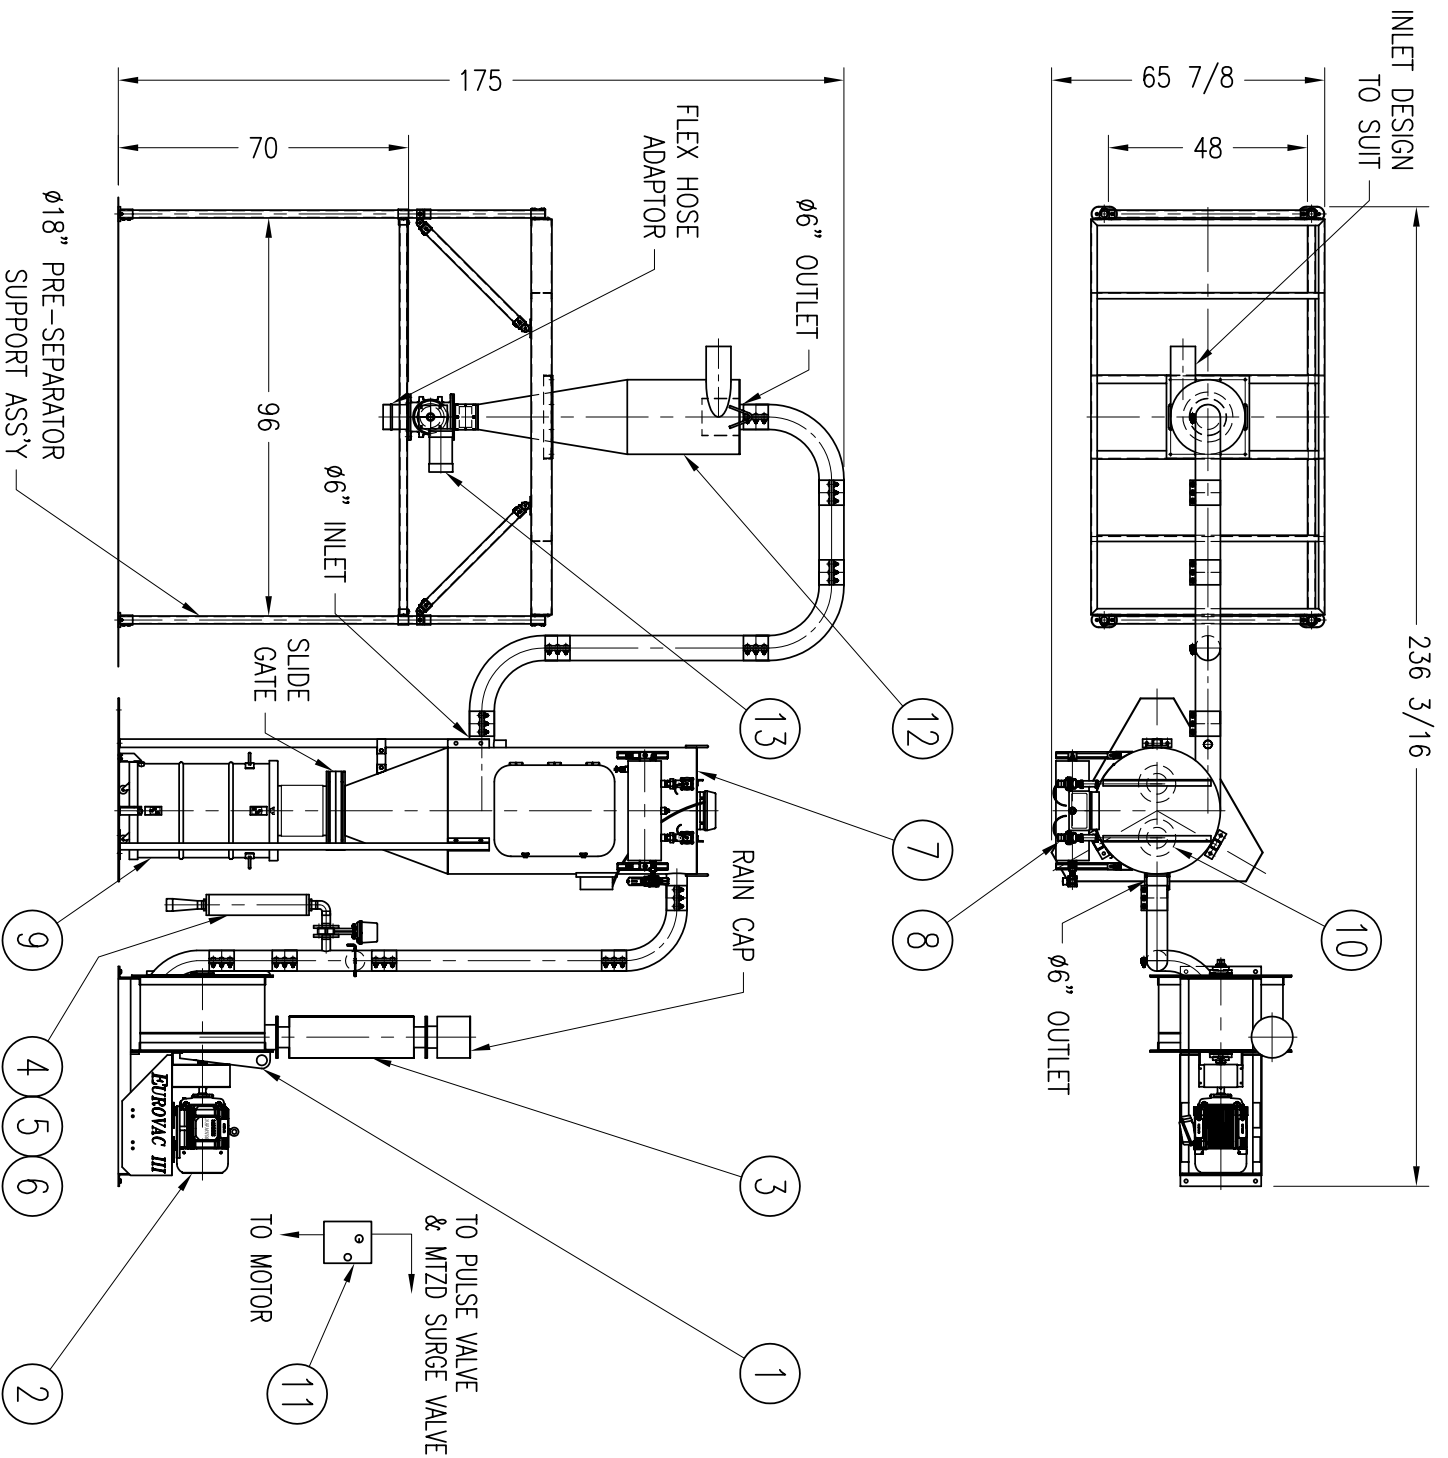 INLET DESIGN
TO SUIT
65 7/8
48
236 3/16
10
8
Ø6" OUTLET
175
70
FLEX HOSE
ADAPTOR
Ø6" OUTLET
96
Ø18" PRE-SEPARATOR
SUPPORT ASS'Y
Ø6" INLET
SLIDE
GATE
12
13
7
RAIN CAP
9
4
5
6
3
EUROVAC III
TO PULSE VALVE
& MTZD SURGE VALVE
TO MOTOR
1
11
2